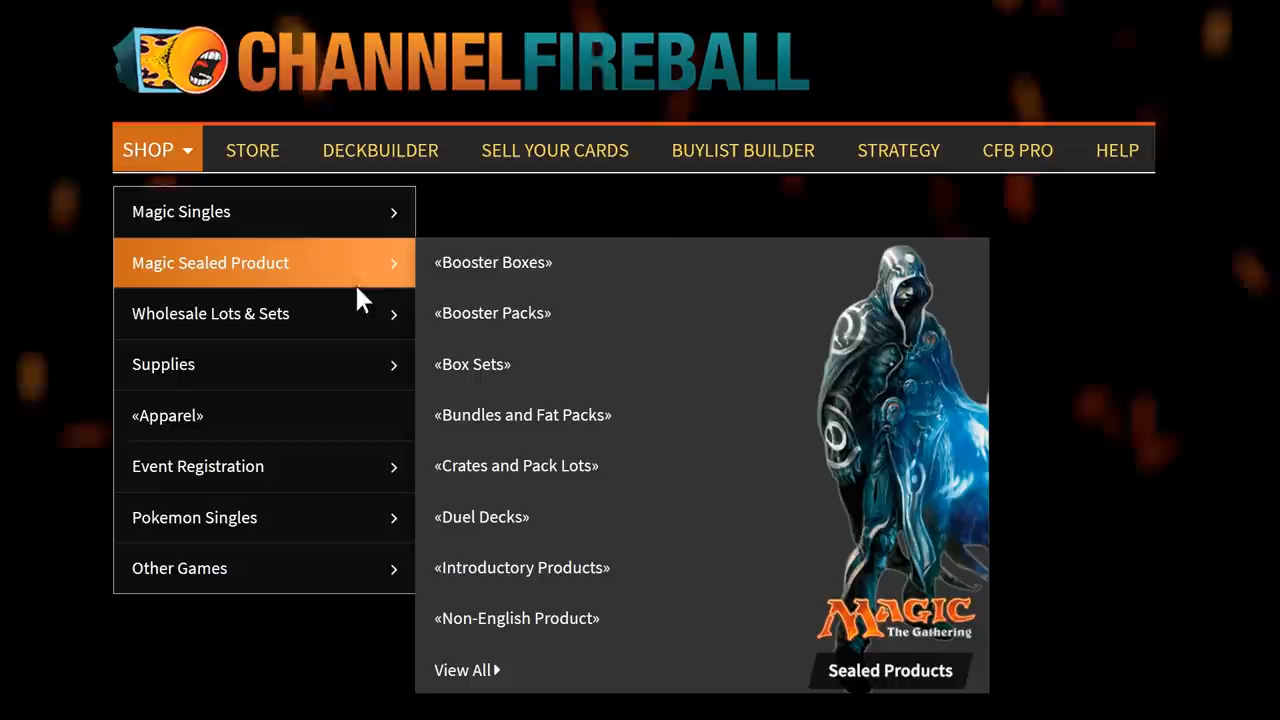 CHANNELFIREBALL
SHOP STORE DECKBUILDER SELL YOUR CARDS BUYLIST BUILDER STRATEGY CFB PRO HELP
Magic Singles
Magic Sealed Product
Wholesale Lots & Sets
Supplies
«Apparel»
Event Registration
Pokemon Singles
Other Games
«Booster Boxes»
«Booster Packs»
«Box Sets»
«Bundles and Fat Packs»
«Crates and Pack Lots»
«Duel Decks»
«Introductory Products»
«Non-English Product»
View All
MAGIC
The Gathering
Sealed Products